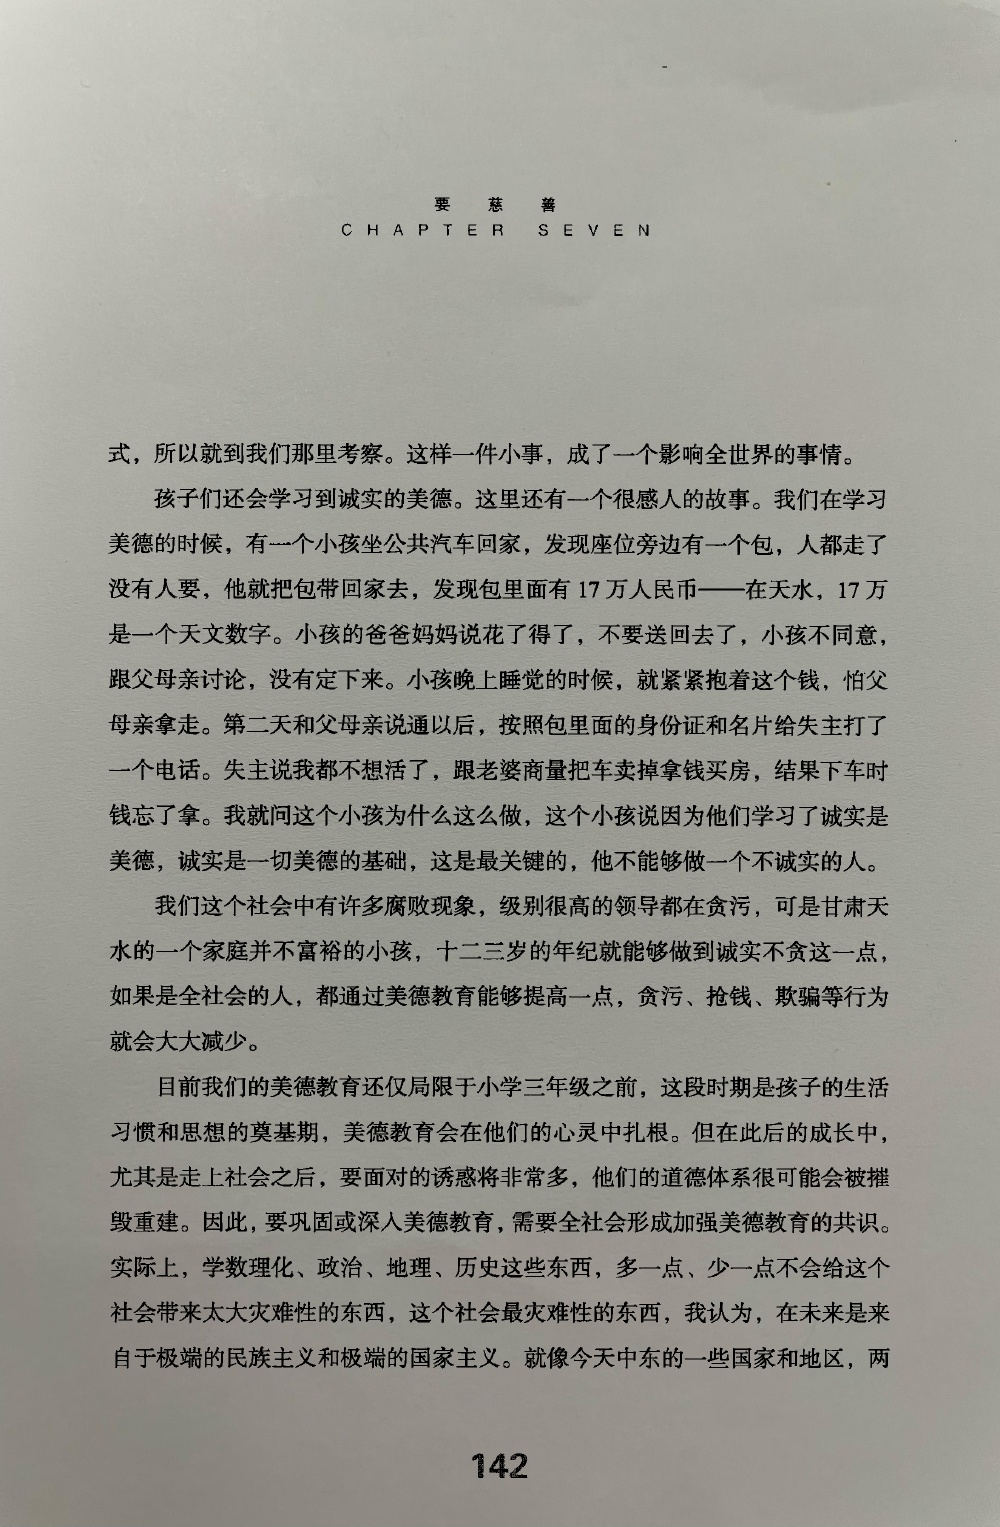 要慈善
CHAPTER SEVEN
式，所以就到我们那里考察。这样一件小事，成了一个影响全世界的事情。
孩子们还会学习到诚实的美德。这里还有一个很感人的故事。我们在学习
美德的时候，有一个小孩坐公共汽车回家，发现座位旁边有一个包，人都走了
没有人要，他就把包带回家去，发现包里面有17万人民币——在天水，17万
是一个天文数字。小孩的爸爸妈妈说花了得了，不要送回去了，小孩不同意，
跟父母亲讨论，没有定下来。小孩晚上睡觉的时候，就紧紧抱着这个钱，怕父
母亲拿走。第二天和父母亲说通以后，按照包里面的身份证和名片给失主打了
一个电话。失主说我都不想活了，跟老婆商量把车卖掉拿钱买房，结果下车时
钱忘了拿。我就问这个小孩为什么这么做，这个小孩说因为他们学习了诚实是
美德，诚实是一切美德的基础，这是最关键的，他不能够做一个不诚实的人。
我们这个社会中有许多腐败现象，级别很高的领导都在贪污，可是甘肃天
水的一个家庭并不富裕的小孩，十二三岁的年纪就能够做到诚实不贪这一点，
如果是全社会的人，都通过美德教育能够提高一点，贪污、抢钱、欺骗等行为
就会大大减少。
目前我们的美德教育还仅局限于小学三年级之前，这段时期是孩子的生活
习惯和思想的奠基期，美德教育会在他们的心灵中扎根。但在此后的成长中，
尤其是走上社会之后，要面对的诱惑将非常多，他们的道德体系很可能会被摧
毁重建。因此，要巩固或深入美德教育，需要全社会形成加强美德教育的共识。
实际上，学数理化、政治、地理、历史这些东西，多一点、少一点不会给这个
社会带来太大灾难性的东西，这个社会最灾难性的东西，我认为，在未来是来
自于极端的民族主义和极端的国家主义。就像今天中东的一些国家和地区，两
142